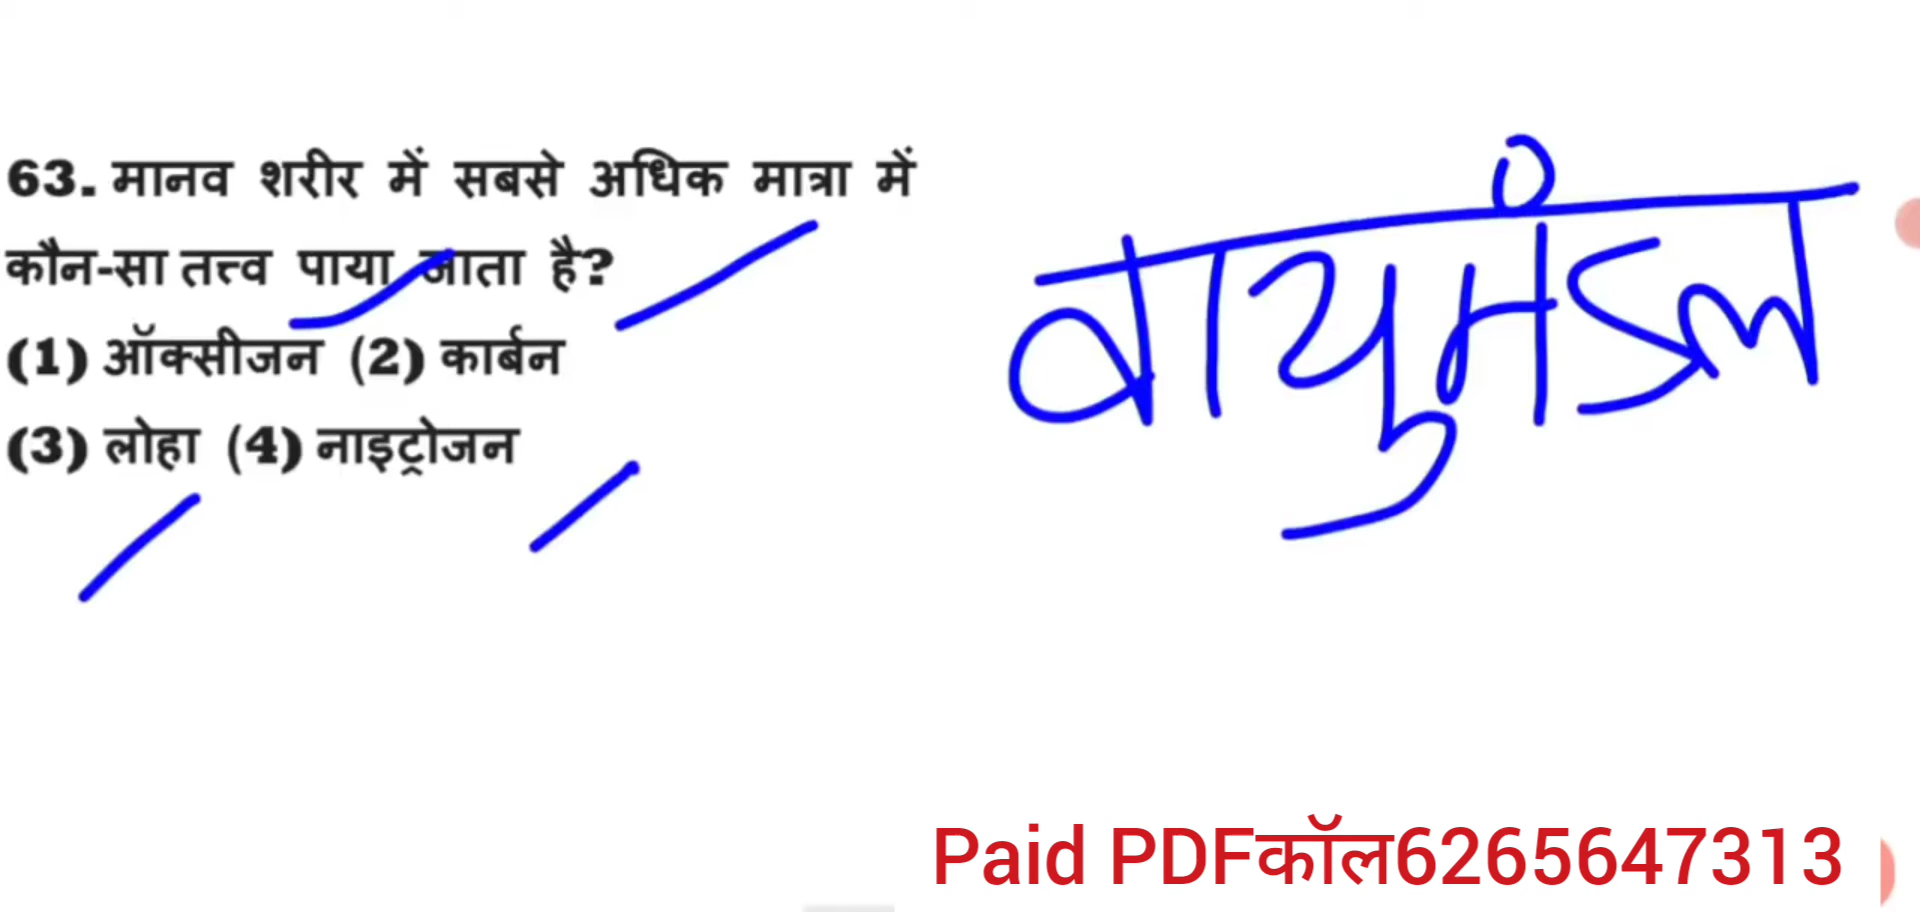 63. मानव शरीर में सबसे अधिक मात्रा में
कौन-सा तत्त्व पाया जाता है?
(1) ऑक्सीजन (2) कार्बन
(3) लोहा (4) नाइट्रोजन
वायुमंडल
Paid PDFकॉल6265647313